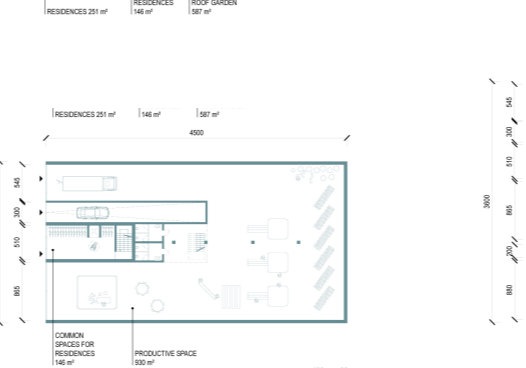 RESIDENCES 251 m²
RESIDENCES
146 m²
ROOF GARDEN
587 m²
RESIDENCES 251 m²
146 m²
587 m²
4500
545
300
510
865
3600
545
300
510
865
200
880
COMMON
SPACES FOR
RESIDENCES
146 m²
PRODUCTIVE SPACE
930 m²